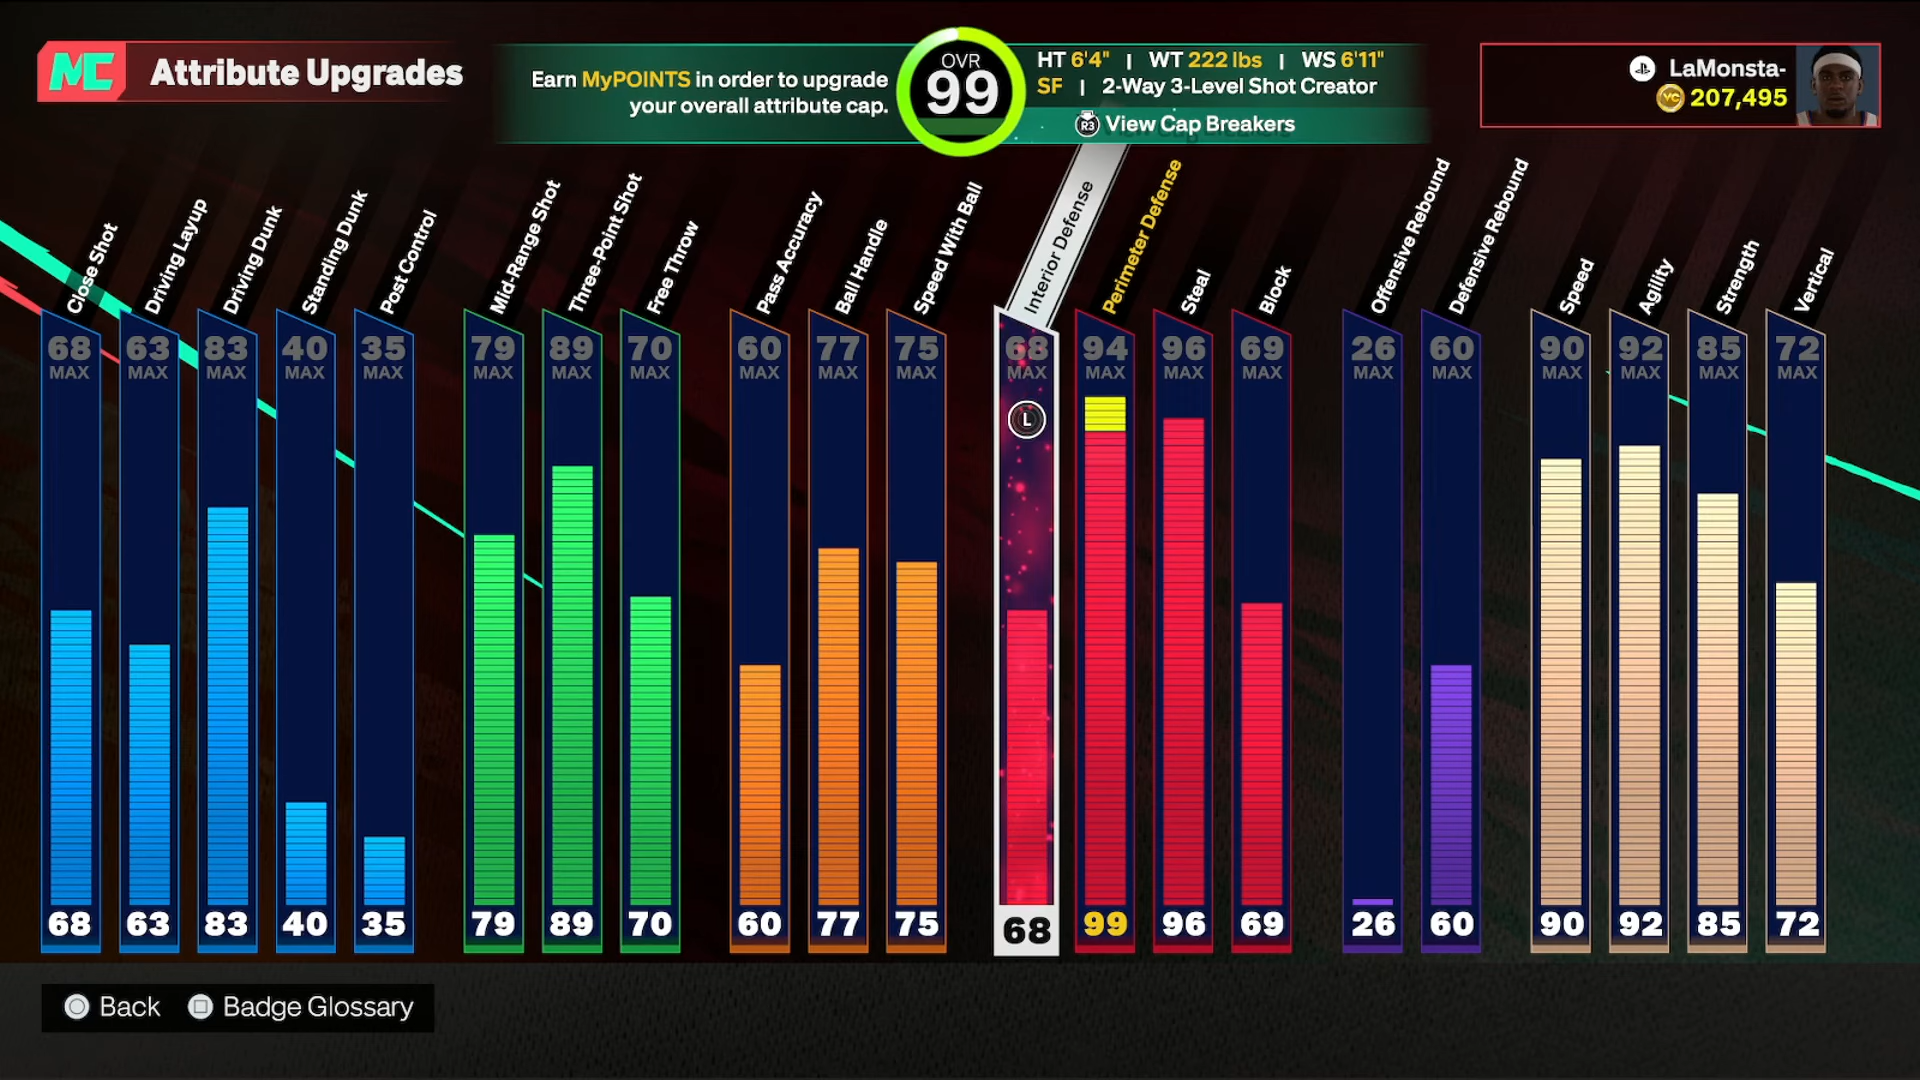 MC
Attribute Upgrades
Earn MyPOINTS in order to upgrade
your overall attribute cap.
OVR
99
HT 6'4" | WT 222 lbs | WS 6'11"
SF | 2-Way 3-Level Shot Creator
R3 View Cap Breakers
LaMonsta-
VC 207,495
Close Shot
Driving Layup
Driving Dunk
Standing Dunk
Post Control
Mid-Range Shot
Three-Point Shot
Free Throw
Pass Accuracy
Ball Handle
Speed With Ball
Interior Defense
Perimeter Defense
Steal
Block
Offensive Rebound
Defensive Rebound
Speed
Agility
Strength
Vertical
68 63 83 40 35 79 89 70 60 77 75 68 94 96 69 26 60 90 92 85 72
MAX MAX MAX MAX MAX MAX MAX MAX MAX MAX MAX MAX MAX MAX MAX MAX MAX MAX MAX MAX MAX
L
68 63 83 40 35 79 89 70 60 77 75 68 99 96 69 26 60 90 92 85 72
Back Badge Glossary